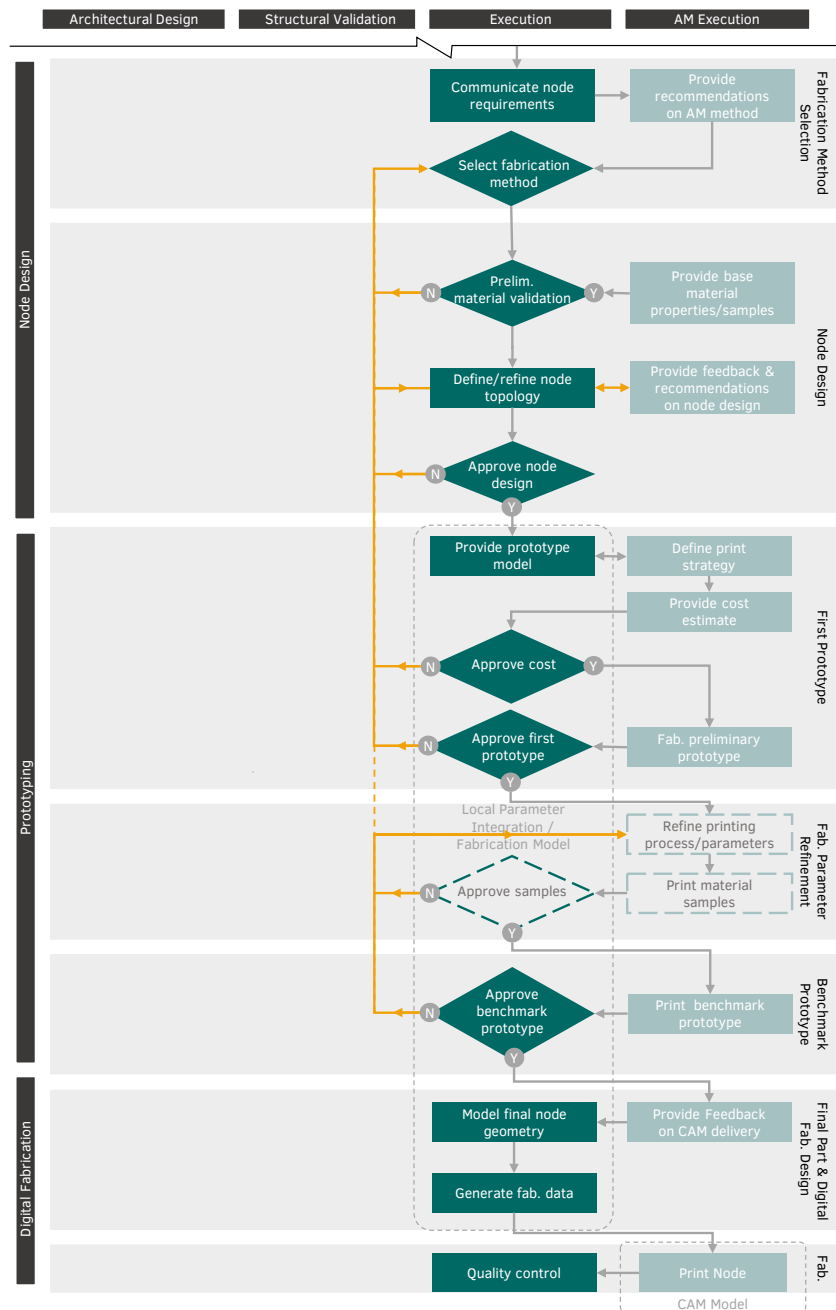 Architectural Design
Structural Validation
Execution
AM Execution
Node Design
Fabrication Method
Selection
Communicate node
requirements
Provide
recommendations
on AM method
Select fabrication
method
Node Design
Prelim.
material validation
N
Y
Provide base
material
properties/samples
Define/refine node
topology
Provide feedback &
recommendations
on node design
Approve node
design
N
Y
Prototyping
First Prototype
Provide prototype
model
Define print
strategy
Provide cost
estimate
Approve cost
N
Y
Approve first
prototype
N
Fab. preliminary
prototype
Y
Fab. Parameter
Refinement
Local Parameter
Integration /
Fabrication Model
Refine printing
process/parameters
Approve samples
N
Print material
samples
Y
Benchmark
Prototype
Approve
benchmark
prototype
N
Print benchmark
prototype
Y
Digital Fabrication
Final Part & Digital
Fab. Design
Model final node
geometry
Provide Feedback
on CAM delivery
Generate fab. data
Fab.
Quality control
Print Node
CAM Model